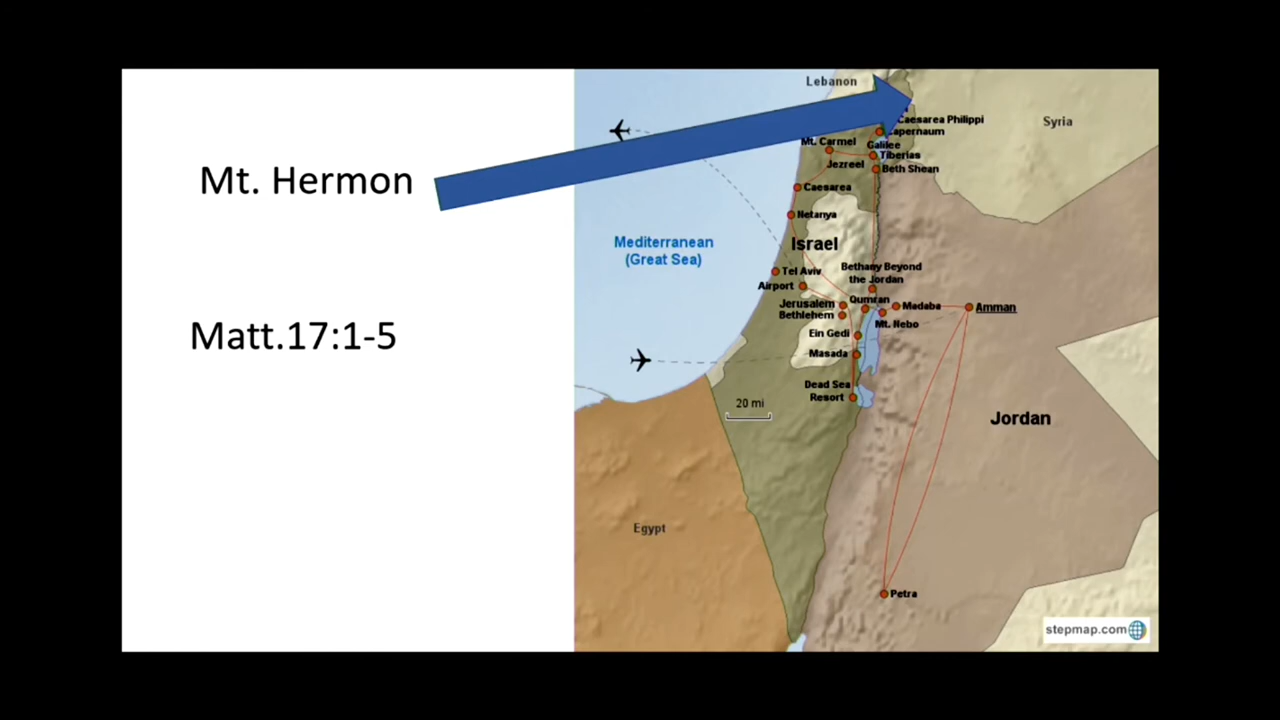 Mt. Hermon
Matt.17:1-5
Lebanon
Syria
Caesarea Philippi
Capernaum
Mt. Carmel
Galilee
Tiberias
Jezreel
Beth Shean
Caesarea
Netanya
Israel
Mediterranean
(Great Sea)
Bethany Beyond
the Jordan
Tel Aviv
Airport
Qumran
Jerusalem
Madaba
Amman
Bethlehem
Mt. Nebo
Ein Gedi
Masada
Dead Sea
Resort
20 mi
Jordan
Egypt
Petra
stepmap.com